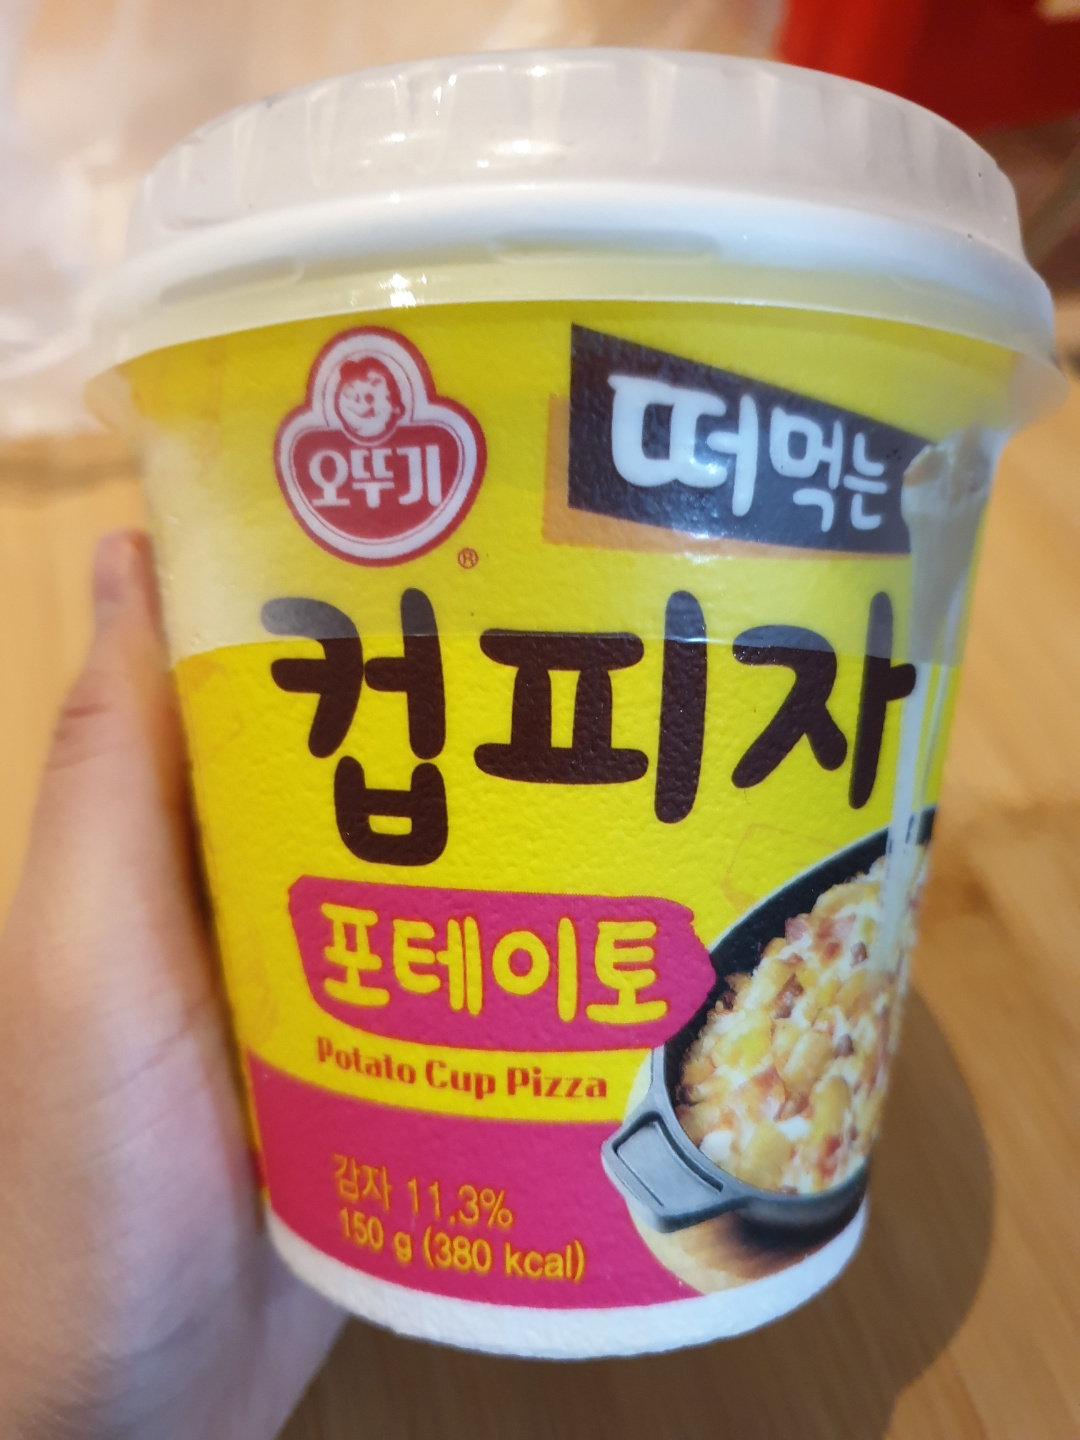 오뚜기
®
떠먹는
컵피자
포테이토
Potato Cup Pizza
감자 11.3%
150 g (380 kcal)